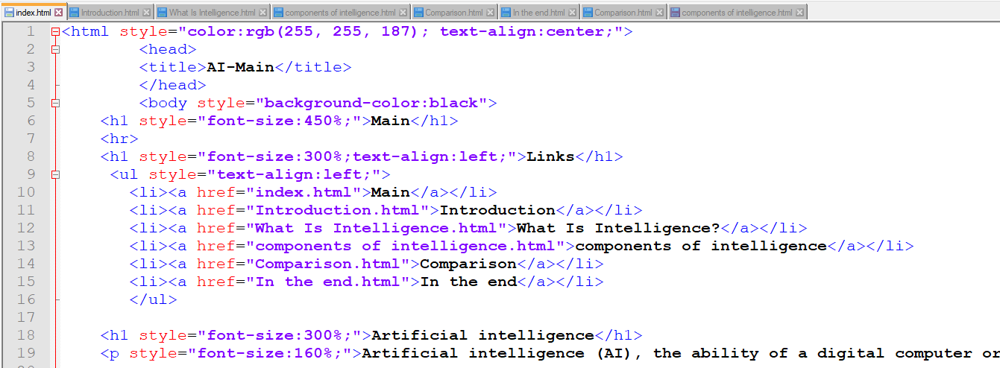 index.html Introduction.html What Is Intelligence.html components of intelligence.html Comparison.html In the end.html Comparison.html components of intelligence.html
1 <html style="color:rgb(255, 255, 187); text-align:center;">
2 <head>
3 <title>AI-Main</title>
4 </head>
5 <body style="background-color:black">
6 <h1 style="font-size:450%;">Main</h1>
7 <hr>
8 <h1 style="font-size:300%;text-align:left;">Links</h1>
9 <ul style="text-align:left;">
10 <li><a href="index.html">Main</a></li>
11 <li><a href="Introduction.html">Introduction</a></li>
12 <li><a href="What Is Intelligence.html">What Is Intelligence?</a></li>
13 <li><a href="components of intelligence.html">components of intelligence</a></li>
14 <li><a href="Comparison.html">Comparison</a></li>
15 <li><a href="In the end.html">In the end</a></li>
16 </ul>
17
18 <h1 style="font-size:300%;">Artificial intelligence</h1>
19 <p style="font-size:160%;">Artificial intelligence (AI), the ability of a digital computer or